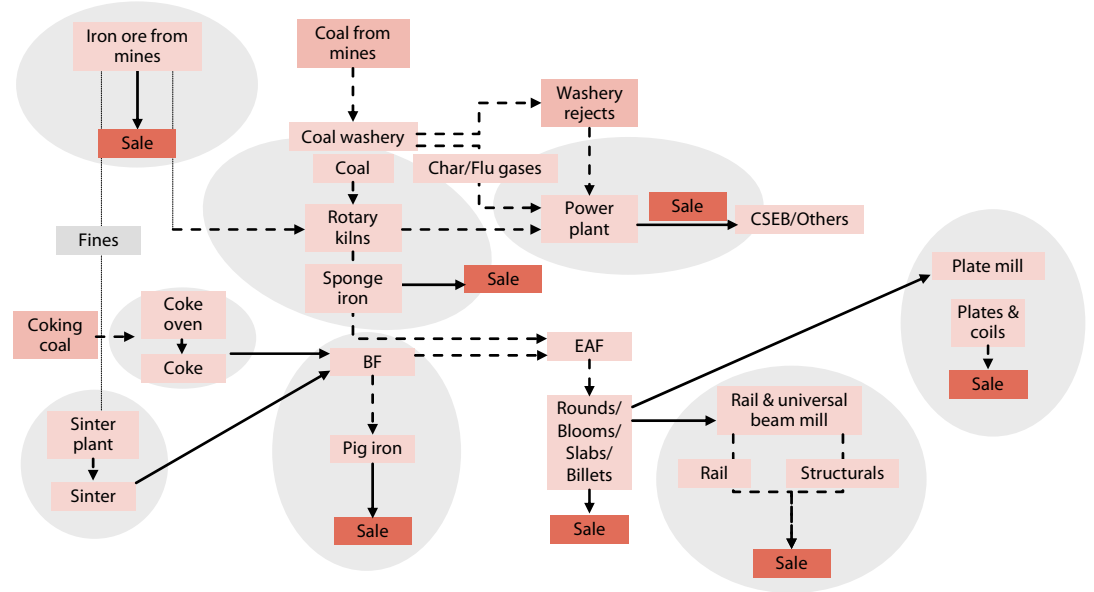 Iron ore from
mines
Sale
Coal from
mines
Coal washery
Washery
rejects
Coal
Char/Flu gases
Rotary
kilns
Power
plant
Sale
CSEB/Others
Fines
Sponge
iron
Sale
Plate mill
Coking
coal
Coke
oven
Coke
BF
EAF
Plates &
coils
Sale
Sinter
plant
Sinter
Pig iron
Sale
Rounds/
Blooms/
Slabs/
Billets
Sale
Rail & universal
beam mill
Rail
Structurals
Sale